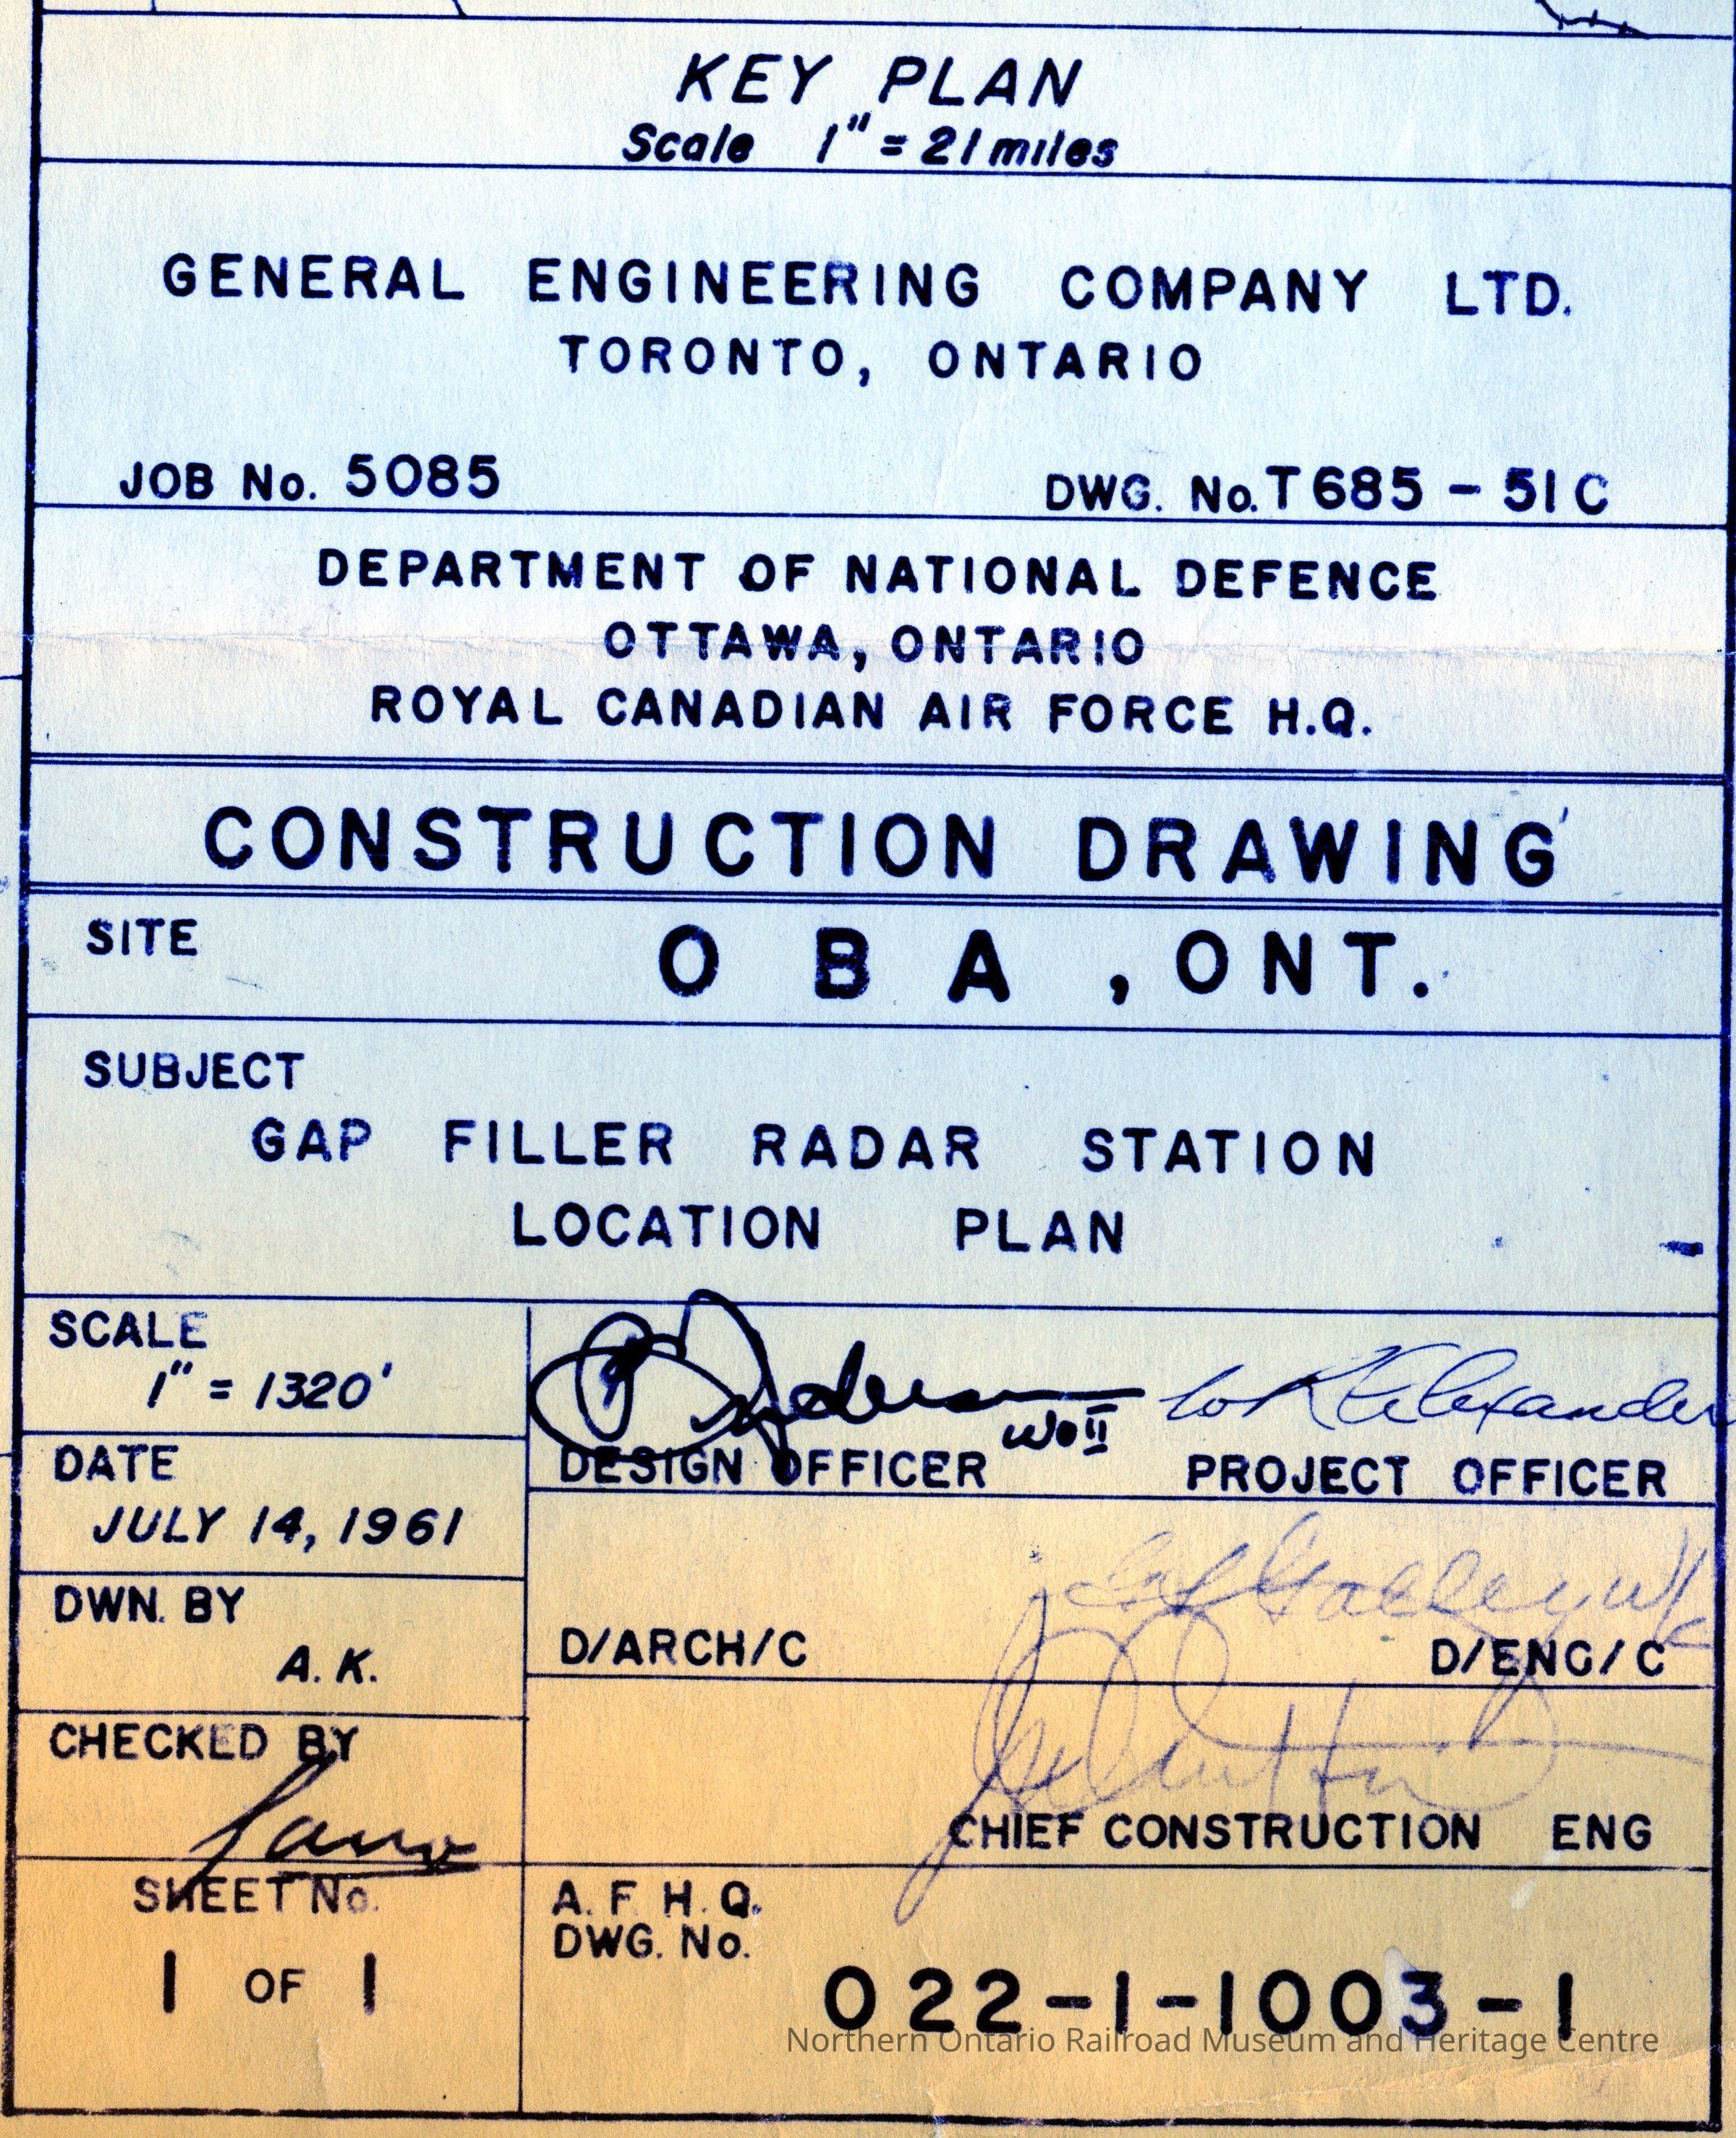 KEY PLAN
Scale 1" = 21 miles
GENERAL ENGINEERING COMPANY LTD.
TORONTO, ONTARIO
JOB No. 5085
DWG. No. T685 - 51C
DEPARTMENT OF NATIONAL DEFENCE
OTTAWA, ONTARIO
ROYAL CANADIAN AIR FORCE H.Q.
CONSTRUCTION DRAWING
SITE
OBA, ONT.
SUBJECT
GAP FILLER RADAR STATION
LOCATION PLAN
SCALE
1" = 1320'
DATE
JULY 14, 1961
DWN. BY
A. K.
CHECKED BY
SHEET No.
1 OF 1
WO II
DESIGN OFFICER
Alexander
PROJECT OFFICER
D/ARCH/C
D/ENG/C
CHIEF CONSTRUCTION ENG
A. F. H. Q.
DWG. No.
022-1-1003-1
Northern Ontario Railroad Museum and Heritage Centre